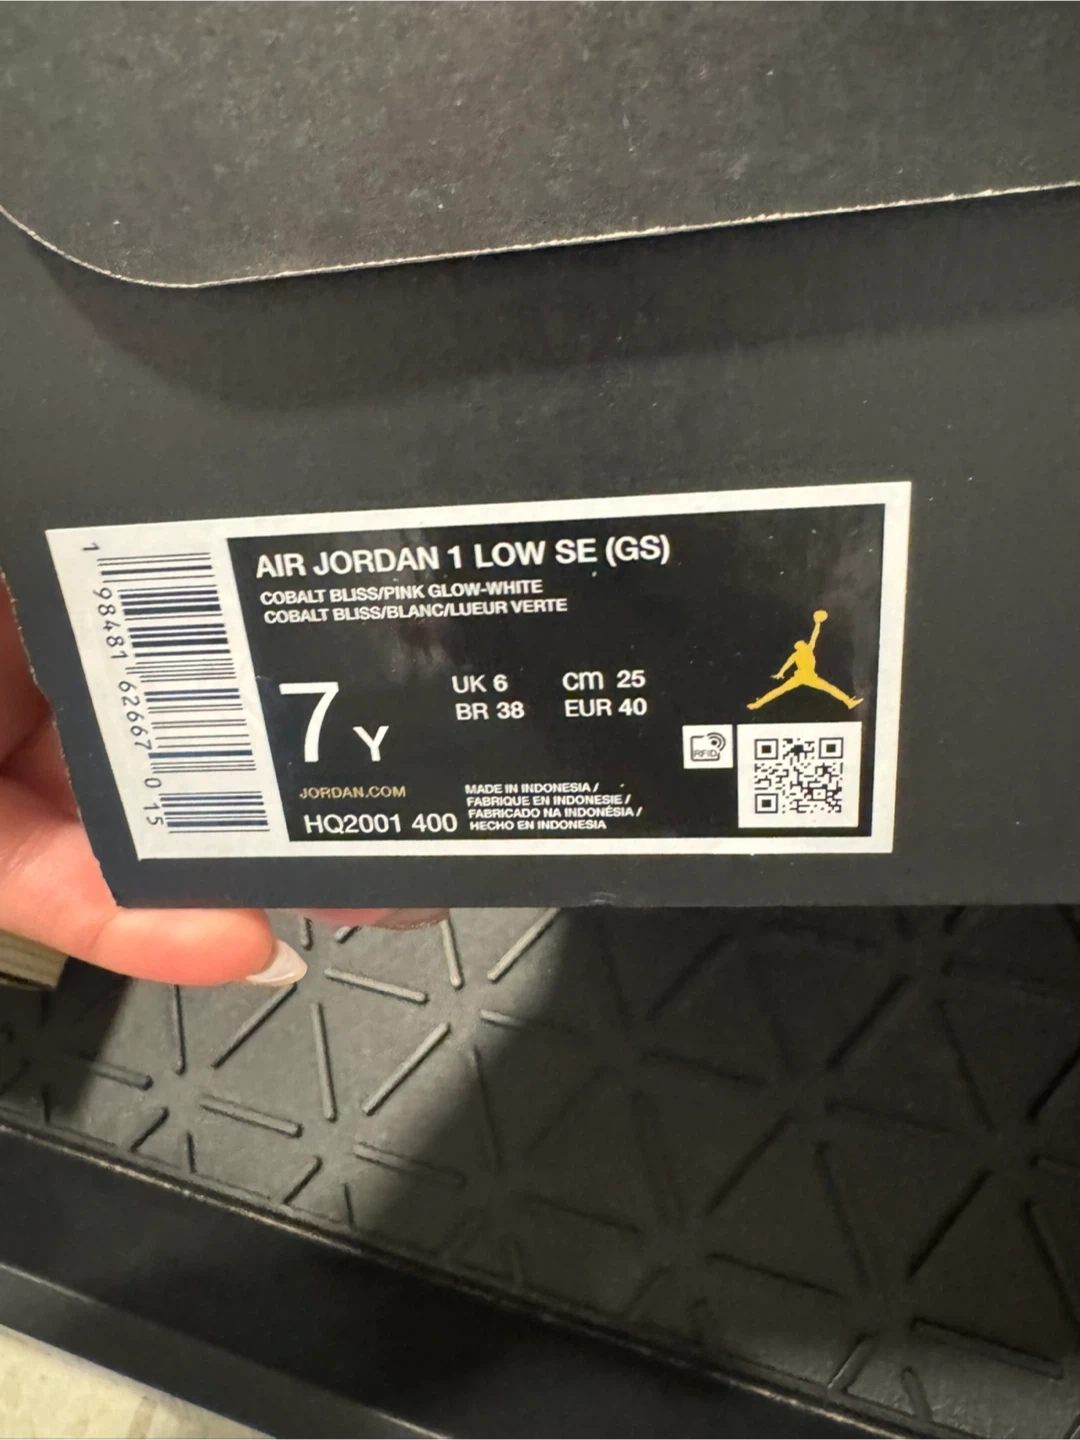 AIR JORDAN 1 LOW SE (GS)
COBALT BLISS/PINK GLOW-WHITE
COBALT BLISS/BLANC/LUEUR VERTE
7Y
UK 6 cm 25
BR 38 EUR 40
RFID
JORDAN.COM
HQ2001 400
MADE IN INDONESIA /
FABRIQUE EN INDONESIE /
FABRICADO NA INDONÉSIA /
HECHO EN INDONESIA
1 98481 62667 0 15